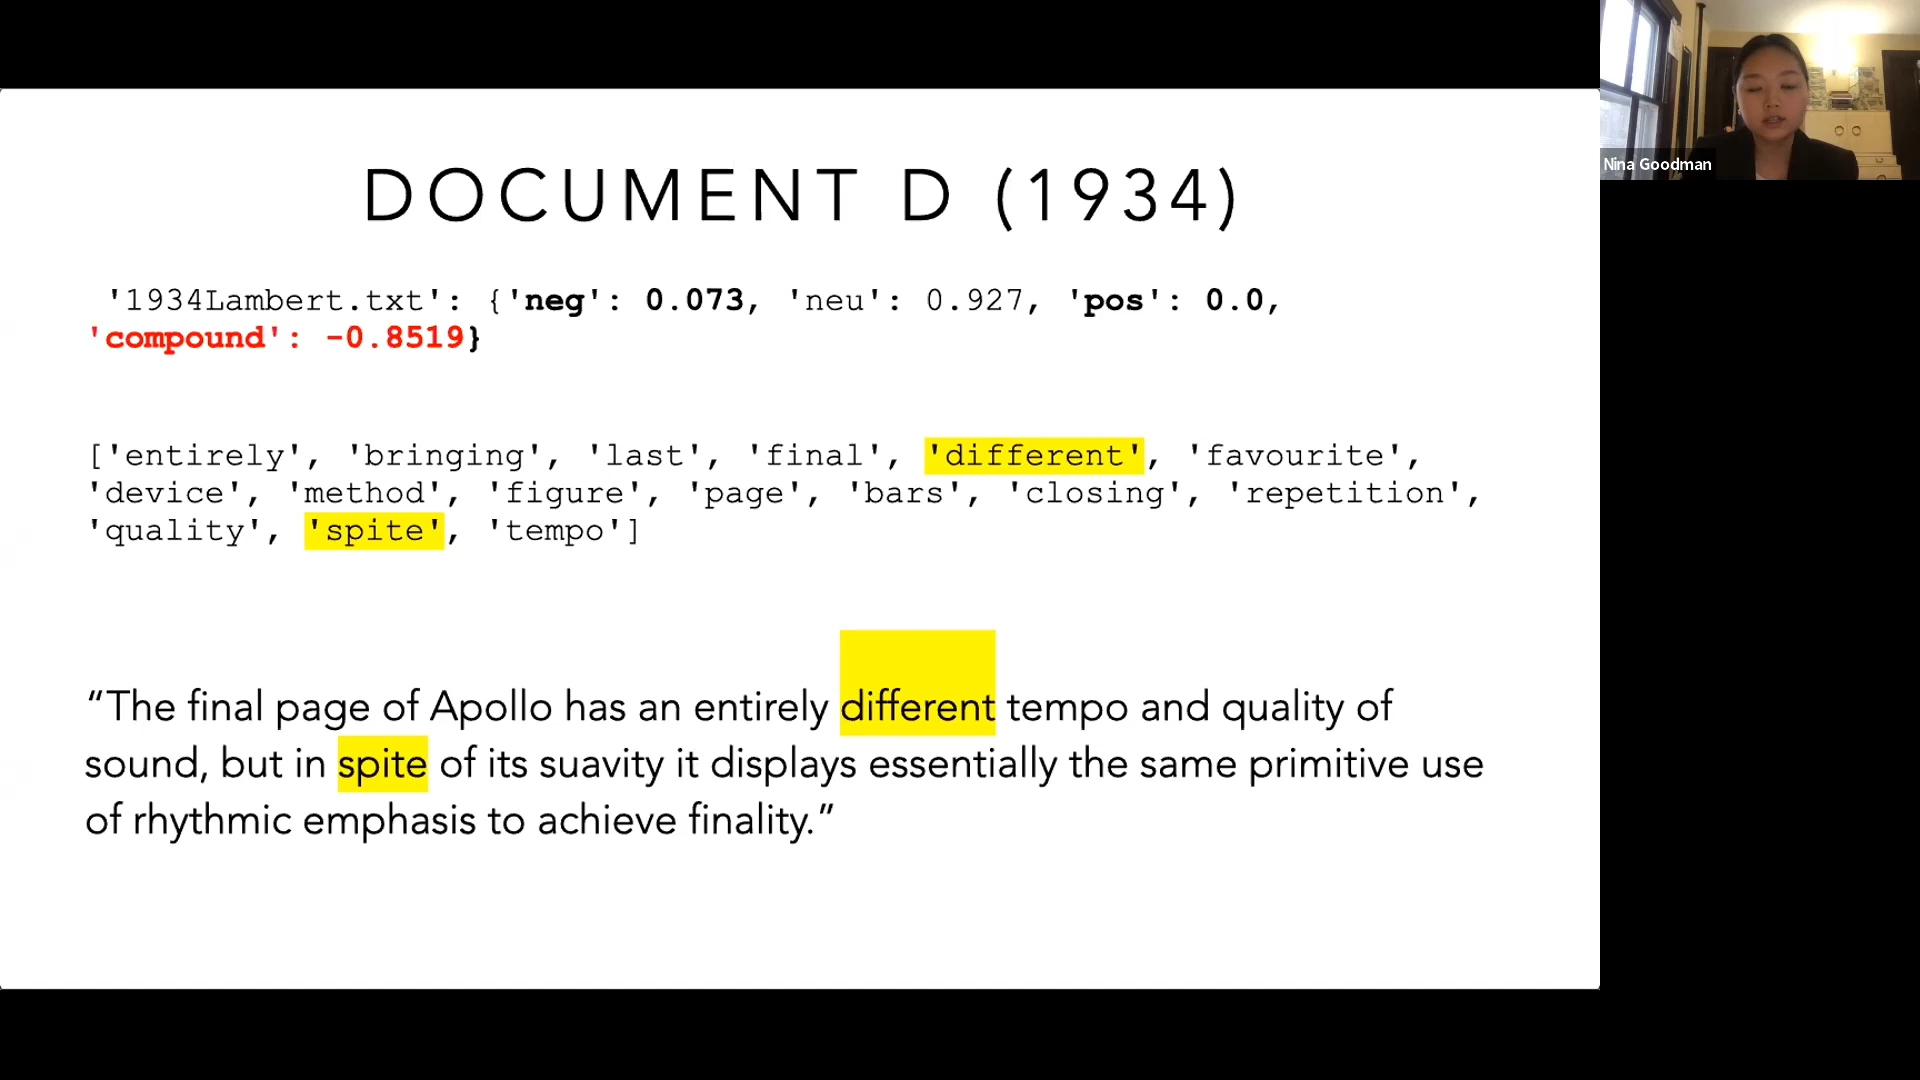 DOCUMENT D (1934)
'1934Lambert.txt': {'neg': 0.073, 'neu': 0.927, 'pos': 0.0,
'compound': -0.8519}
['entirely', 'bringing', 'last', 'final', 'different', 'favourite',
'device', 'method', 'figure', 'page', 'bars', 'closing', 'repetition',
'quality', 'spite', 'tempo']
“The final page of Apollo has an entirely different tempo and quality of
sound, but in spite of its suavity it displays essentially the same primitive use
of rhythmic emphasis to achieve finality.”
Nina Goodman